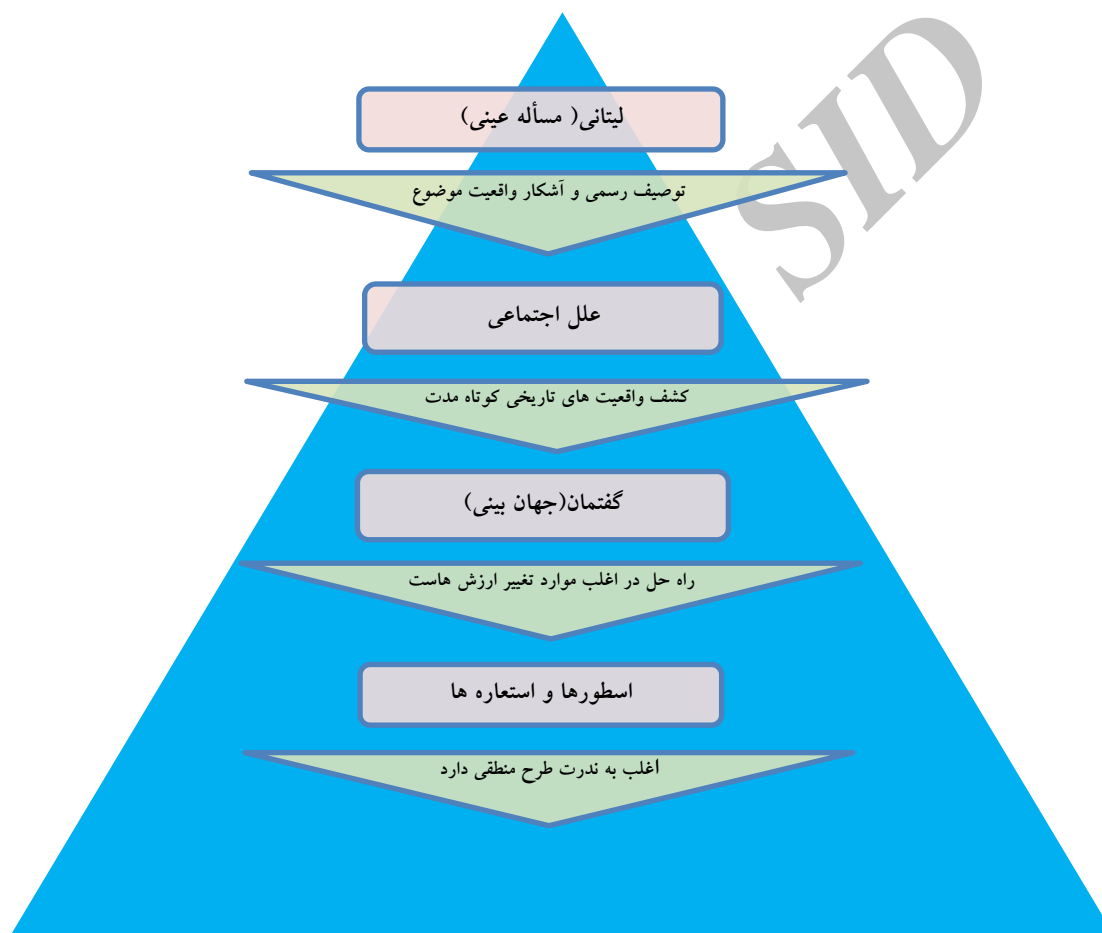 لیتانی( مسأله عینی)
توصیف رسمی و آشکار واقعیت موضوع
علل اجتماعی
کشف واقعیت های تاریخی کوتاه مدت
گفتمان(جهان بینی)
راه حل در اغلب موارد تغییر ارزش هاست
اسطورها و استعاره ها
اغلب به ندرت طرح منطقی دارد
SID